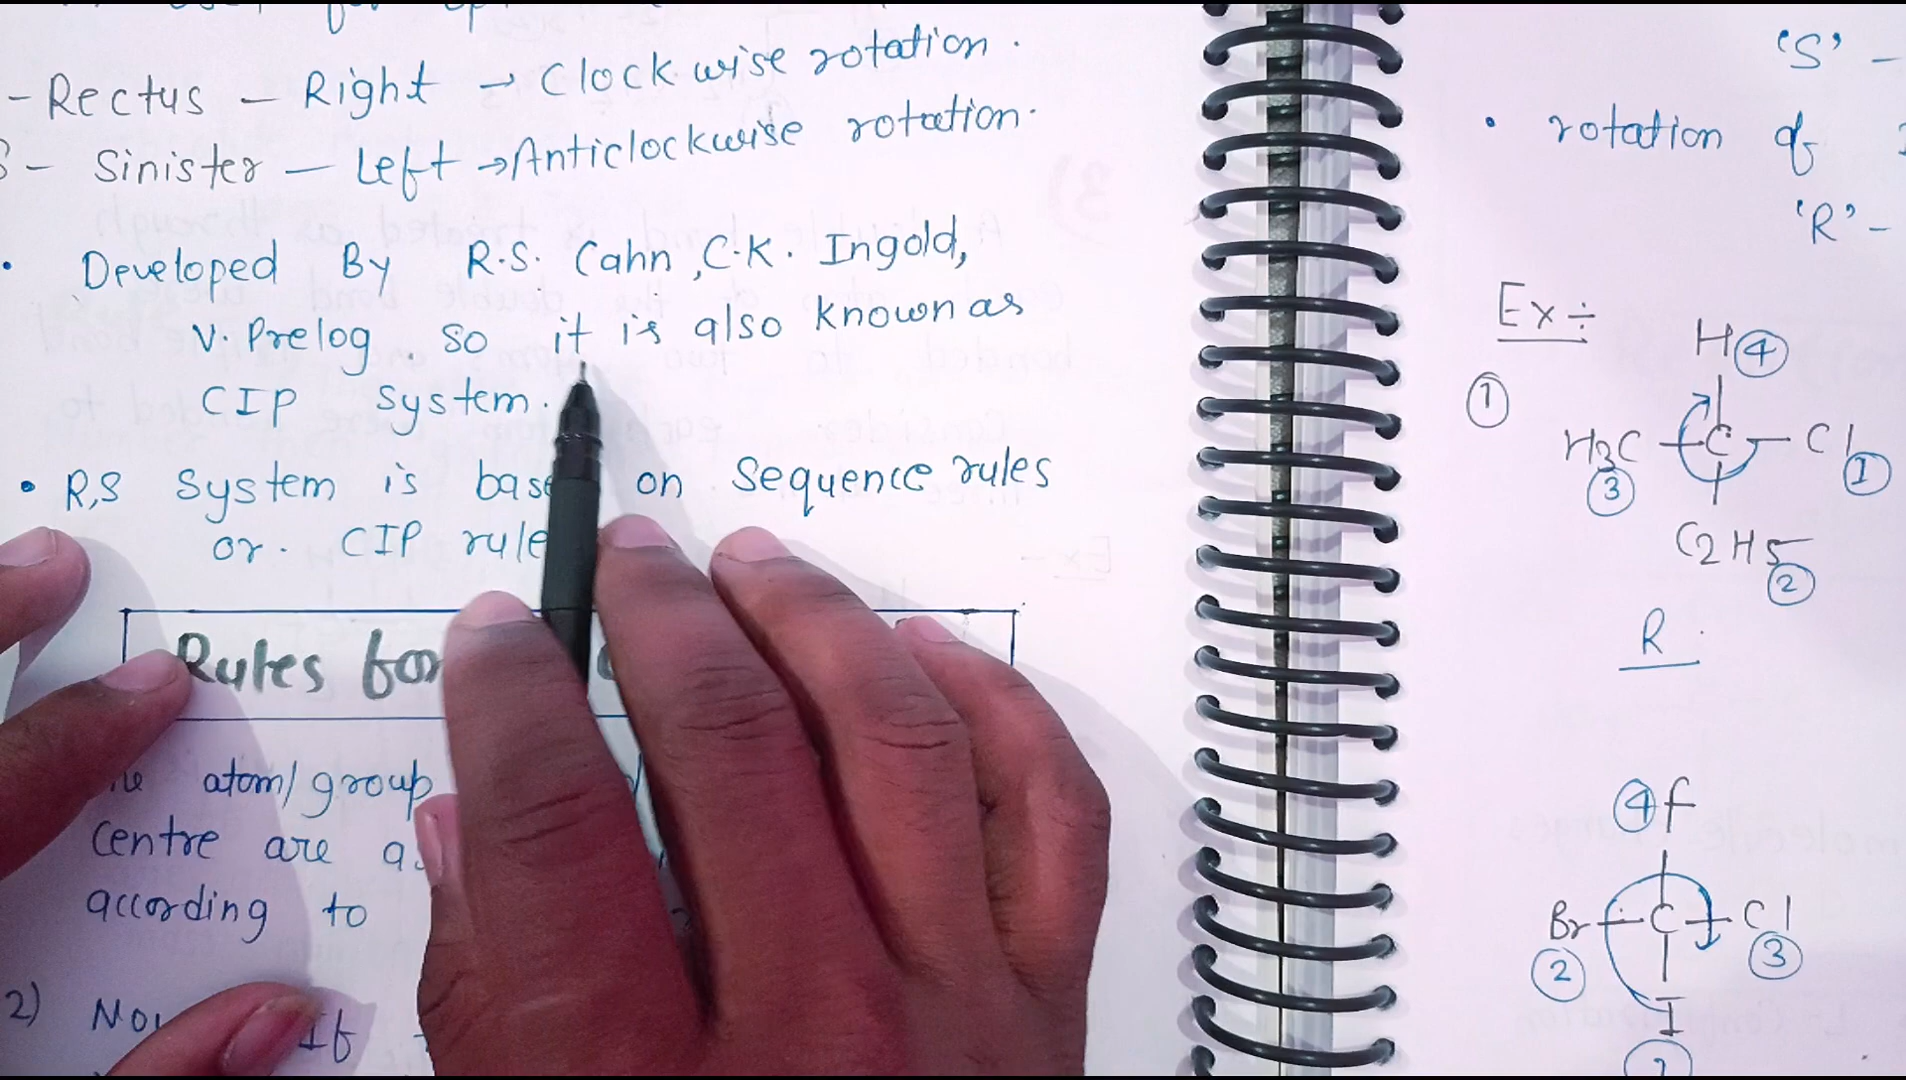 - Rectus - Right → Clockwise rotation.
S - Sinister - Left → Anticlockwise rotation.
• Developed By R.S. Cahn, C.K. Ingold,
V. Prelog. so it is also known as
CIP system.
• R,S system is bas on sequence rules
or. CIP rule
Rules for
atom/group
centre are
according to
2) If
'S' -
• rotation of
'R' -
Ex ÷
① H ④
H3C ③ C Cl ①
C2H5 ②
R.
④ F
Br ② C Cl ③
I